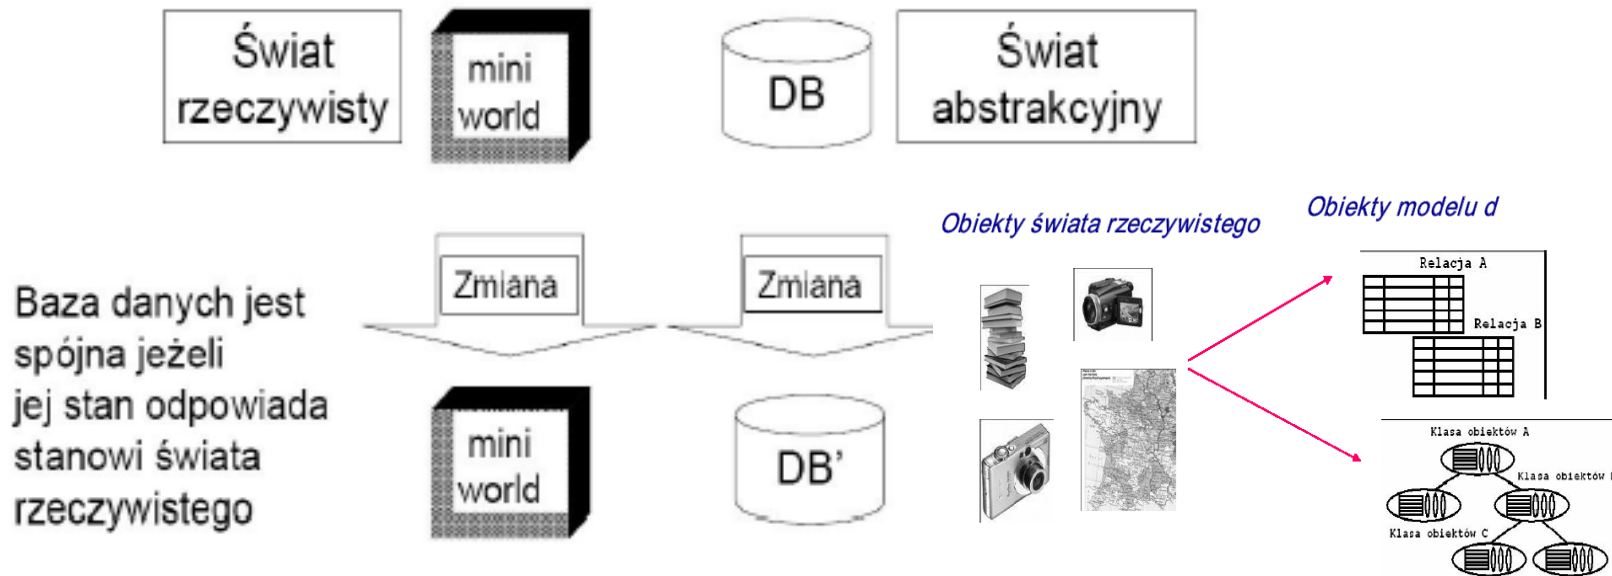 Świat
rzeczywisty
mini
world
DB
Świat
abstrakcyjny
Zmiana
Zmiana
Baza danych jest
spójna jeżeli
jej stan odpowiada
stanowi świata
rzeczywistego
mini
world
DB'
Obiekty świata rzeczywistego
Obiekty modelu d
Relacja A
Relacja B
Klasa obiektów A
Klasa obiektów
Klasa obiektów C